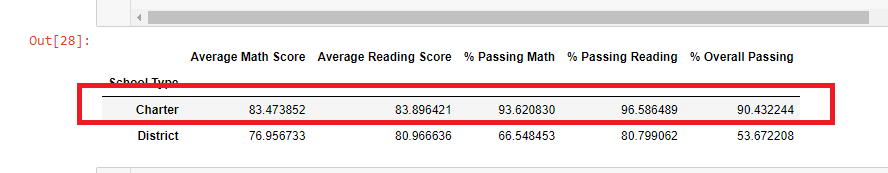 Out[28]:
Average Math Score Average Reading Score % Passing Math % Passing Reading % Overall Passing
School Type
Charter 83.473852 83.896421 93.620830 96.586489 90.432244
District 76.956733 80.966636 66.548453 80.799062 53.672208